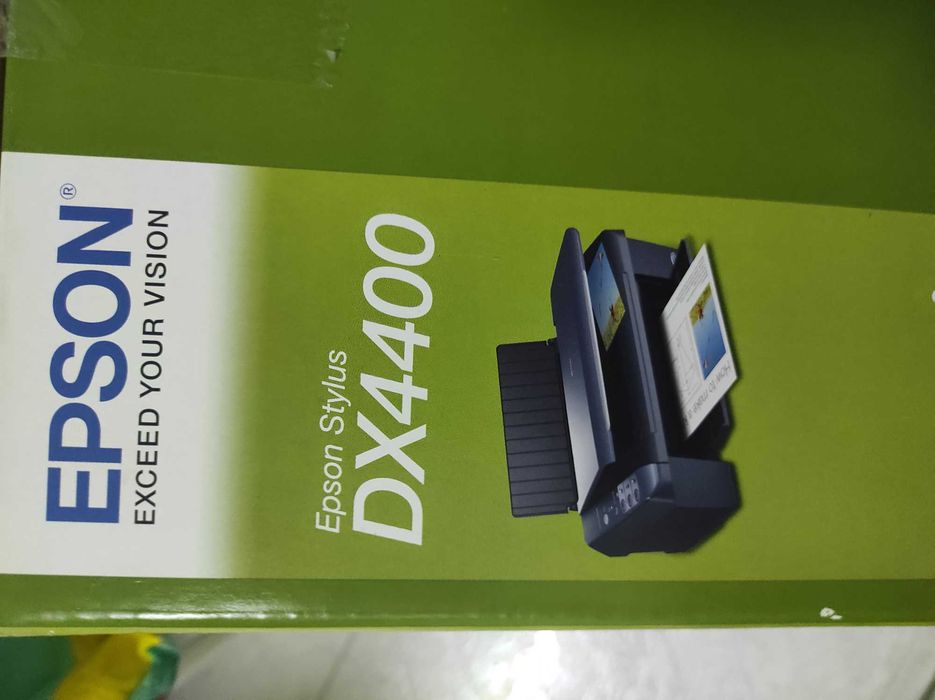 EPSON®
EXCEED YOUR VISION
Epson Stylus
DX4400